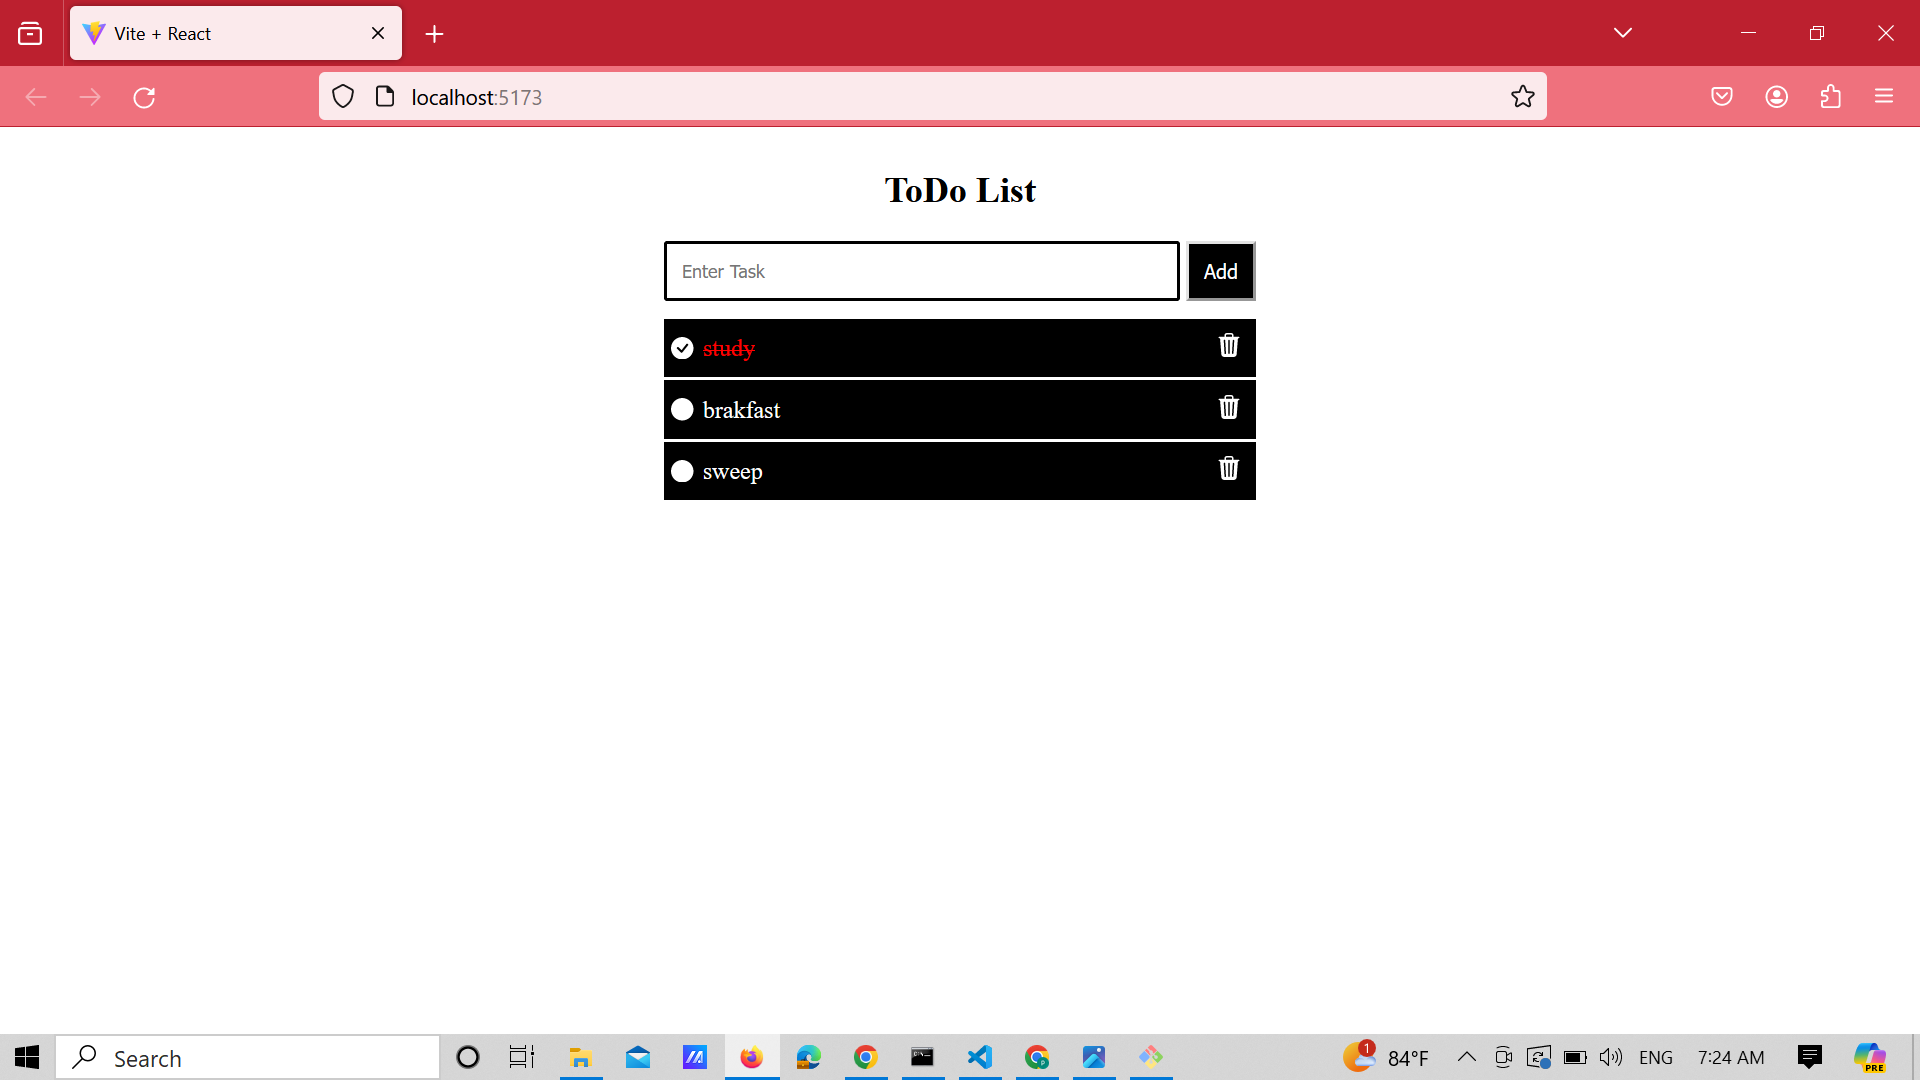 Vite + React
localhost:5173
ToDo List
Enter Task
Add
study
brakfast
sweep
Search
1
84°F
ENG
7:24 AM
PRE